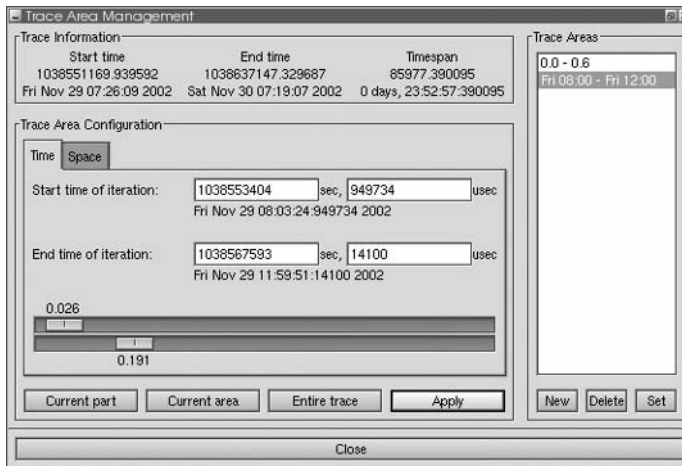 Trace Area Management
Trace Information
Start time End time Timespan
1038551169.939592 1038637147.329687 85977.390095
Fri Nov 29 07:26:09 2002 Sat Nov 30 07:19:07 2002 0 days, 23:52:57:390095
Trace Area Configuration
Time Space
Start time of iteration: 1038553404 sec, 949734 usec
Fri Nov 29 08:03:24:949734 2002
End time of iteration: 1038567593 sec, 14100 usec
Fri Nov 29 11:59:51:14100 2002
0.026
0.191
Current part Current area Entire trace Apply
Trace Areas
0.0 - 0.6
Fri 08:00 - Fri 12:00
New Delete Set
Close